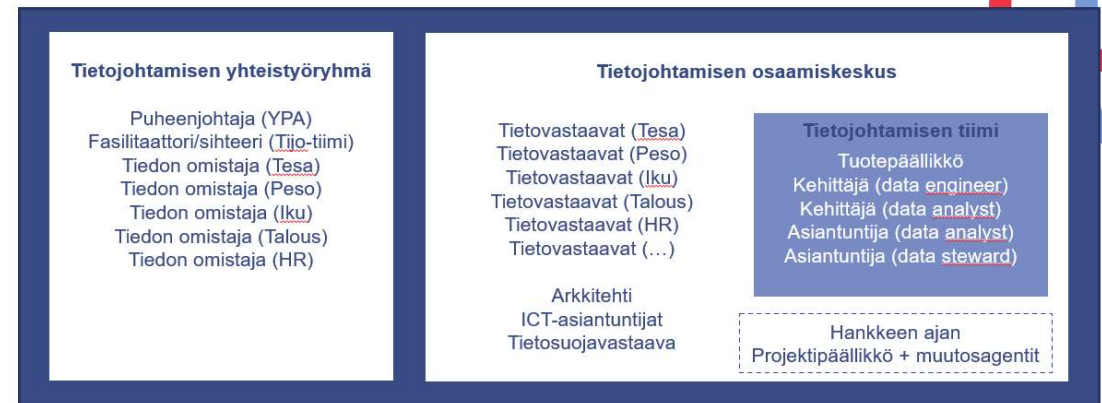 Tietojohtamisen yhteistyöryhmä
Puheenjohtaja (YPA)
Fasilitaattori/sihteeri (Tijo-tiimi)
Tiedon omistaja (Tesa)
Tiedon omistaja (Peso)
Tiedon omistaja (Iku)
Tiedon omistaja (Talous)
Tiedon omistaja (HR)
Tietojohtamisen osaamiskeskus
Tietovastaavat (Tesa)
Tietovastaavat (Peso)
Tietovastaavat (Iku)
Tietovastaavat (Talous)
Tietovastaavat (HR)
Tietovastaavat (…)
Arkkitehti
ICT-asiantuntijat
Tietosuojavastaava
Tietojohtamisen tiimi
Tuotepäällikkö
Kehittäjä (data engineer)
Kehittäjä (data analyst)
Asiantuntija (data analyst)
Asiantuntija (data steward)
Hankkeen ajan
Projektipäällikkö + muutosagentit